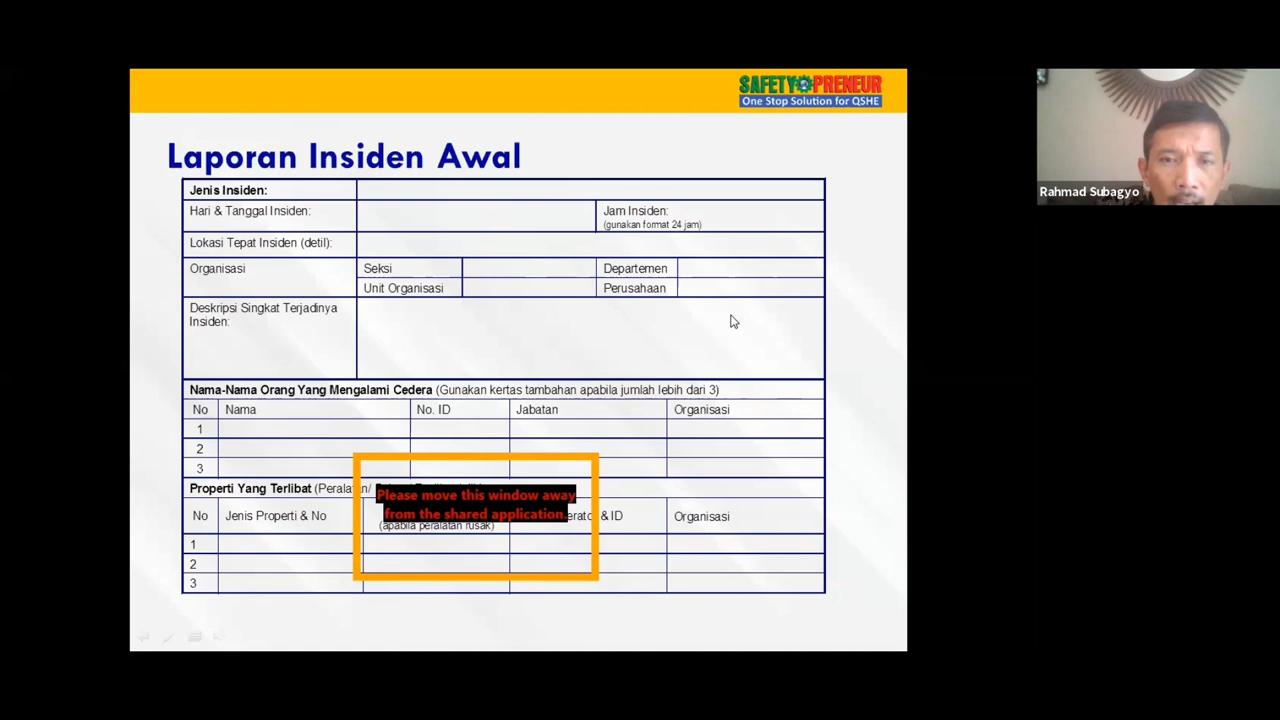 SAFETYPRENEUR
One Stop Solution for QSHE
Rahmad Subagyo
Laporan Insiden Awal
Jenis Insiden:
Hari & Tanggal Insiden:
Jam Insiden:
(gunakan format 24 jam)
Lokasi Tepat Insiden (detil):
Organisasi
Seksi
Departemen
Unit Organisasi
Perusahaan
Deskripsi Singkat Terjadinya
Insiden:
Nama-Nama Orang Yang Mengalami Cedera (Gunakan kertas tambahan apabila jumlah lebih dari 3)
No
Nama
No. ID
Jabatan
Organisasi
1
2
3
Properti Yang Terlibat (Peralatan/
Please move this window away
from the shared application.
No
Jenis Properti & No
(apabila peralatan rusak)
& ID
Organisasi
1
2
3